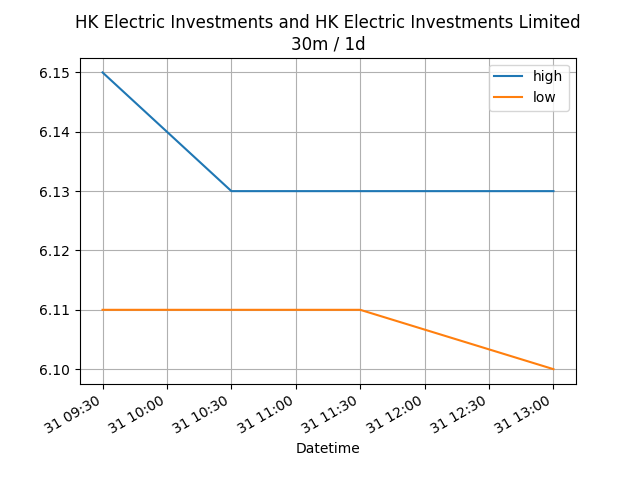 HK Electric Investments and HK Electric Investments Limited
30m / 1d
high
low
6.15
6.14
6.13
6.12
6.11
6.10
31 09:30
31 10:00
31 10:30
31 11:00
31 11:30
31 12:00
31 12:30
31 13:00
Datetime